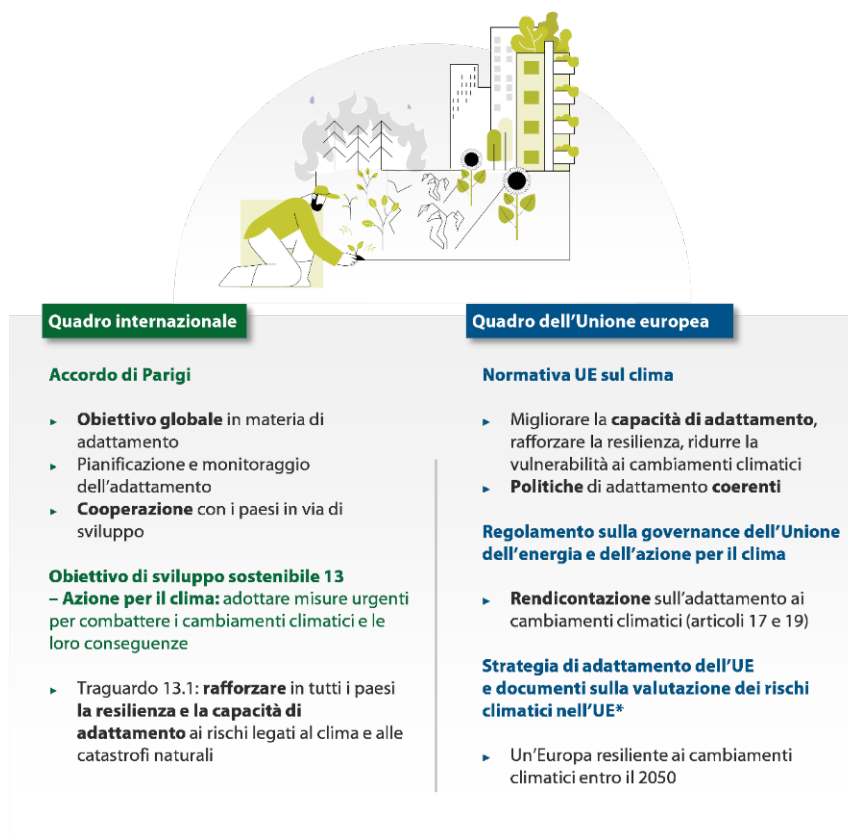 Quadro internazionale
Accordo di Parigi
► Obiettivo globale in materia di
adattamento
► Pianificazione e monitoraggio
dell'adattamento
► Cooperazione con i paesi in via di
sviluppo
Obiettivo di sviluppo sostenibile 13
– Azione per il clima: adottare misure urgenti
per combattere i cambiamenti climatici e le
loro conseguenze
► Traguardo 13.1: rafforzare in tutti i paesi
la resilienza e la capacità di
adattamento ai rischi legati al clima e alle
catastrofi naturali
Quadro dell'Unione europea
Normativa UE sul clima
► Migliorare la capacità di adattamento,
rafforzare la resilienza, ridurre la
vulnerabilità ai cambiamenti climatici
► Politiche di adattamento coerenti
Regolamento sulla governance dell'Unione
dell'energia e dell'azione per il clima
► Rendicontazione sull'adattamento ai
cambiamenti climatici (articoli 17 e 19)
Strategia di adattamento dell'UE
e documenti sulla valutazione dei rischi
climatici nell'UE*
► Un'Europa resiliente ai cambiamenti
climatici entro il 2050